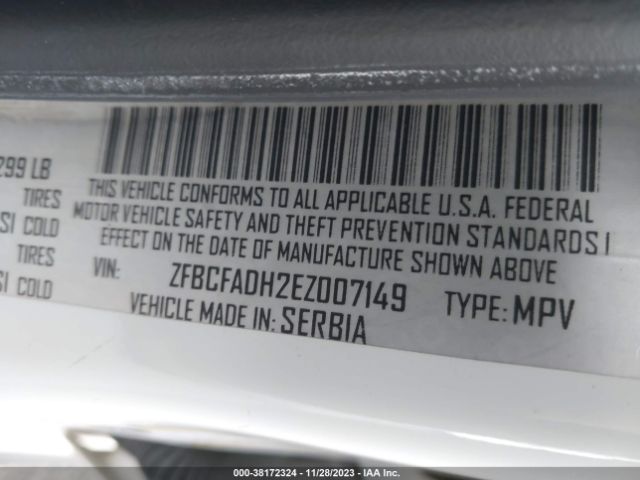 299 LB
TIRES
SI COLD
TIRES
SI COLD
THIS VEHICLE CONFORMS TO ALL APPLICABLE U.S.A. FEDERAL
MOTOR VEHICLE SAFETY AND THEFT PREVENTION STANDARDS I
EFFECT ON THE DATE OF MANUFACTURE SHOWN ABOVE
VIN: ZFBCFADH2EZ007149 TYPE: MPV
VEHICLE MADE IN: SERBIA
000-38172324 | 11/28/2023 - IAA Inc.